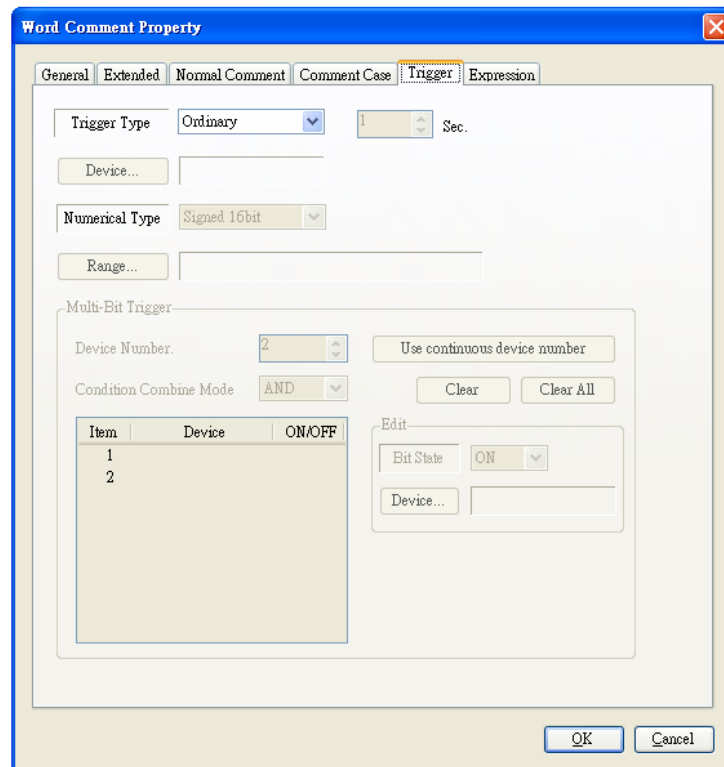 Word Comment Property
General Extended Normal Comment Comment Case Trigger Expression
Trigger Type Ordinary 1 Sec.
Device...
Numerical Type Signed 16bit
Range...
Multi-Bit Trigger
Device Number. 2 Use continuous device number
Condition Combine Mode AND Clear Clear All
Item Device ON/OFF
1
2
Edit
Bit State ON
Device...
OK Cancel